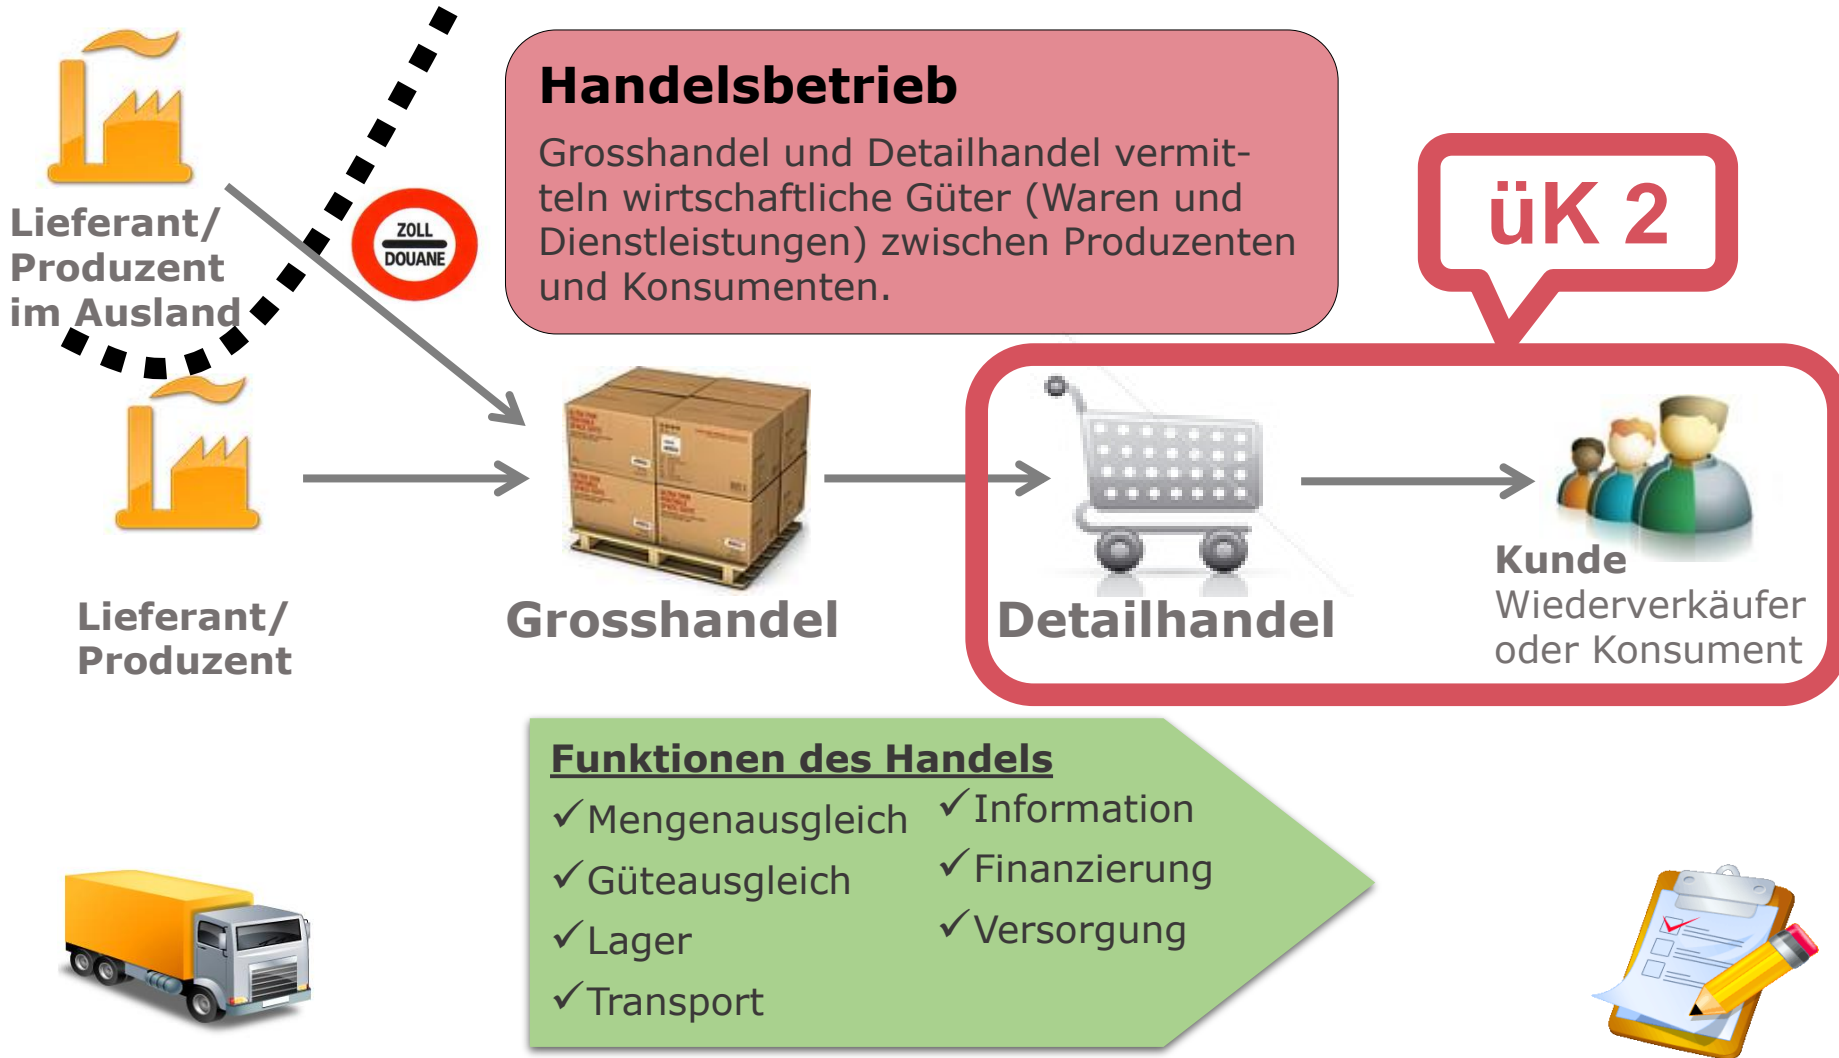 Handelsbetrieb
Grosshandel und Detailhandel vermit-
teln wirtschaftliche Güter (Waren und
Dienstleistungen) zwischen Produzenten
und Konsumenten.
üK 2
Lieferant/
Produzent
im Ausland
ZOLL
DOUANE
Lieferant/
Produzent
Grosshandel
Detailhandel
Kunde
Wiederverkäufer
oder Konsument
Funktionen des Handels
✓Mengenausgleich
✓Güteausgleich
✓Lager
✓Transport
✓Information
✓Finanzierung
✓Versorgung